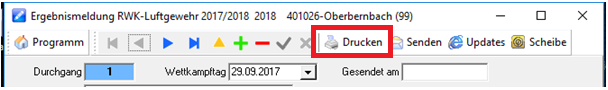 Ergebnismeldung RWK-Luftgewehr 2017/2018 2018 401026-Oberbernbach (99)
Programm Drucken Senden Updates Scheibe
Durchgang 1 Wettkampftag 29.09.2017 Gesendet am